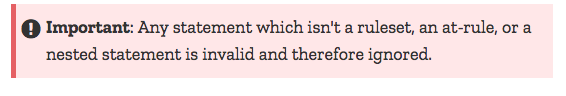 Important: Any statement which isn't a ruleset, an at-rule, or a
nested statement is invalid and therefore ignored.